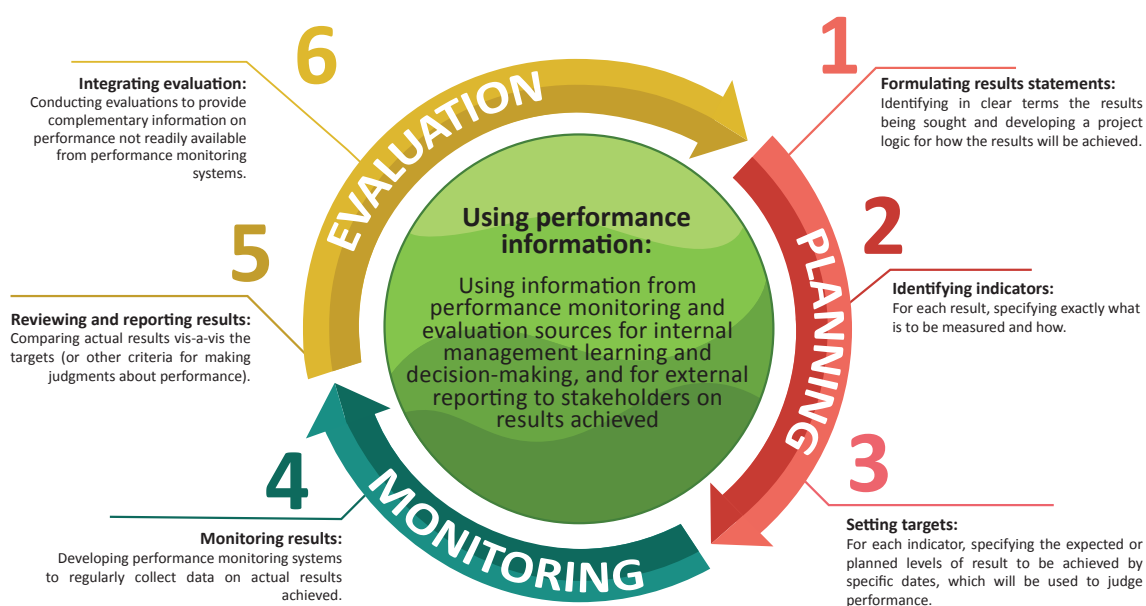 1
Formulating results statements:
Identifying in clear terms the results
being sought and developing a project
logic for how the results will be achieved.
2
Identifying indicators:
For each result, specifying exactly what
is to be measured and how.
3
Setting targets:
For each indicator, specifying the expected or
planned levels of result to be achieved by
specific dates, which will be used to judge
performance.
4
Monitoring results:
Developing performance monitoring systems
to regularly collect data on actual results
achieved.
5
Reviewing and reporting results:
Comparing actual results vis-a-vis the
targets (or other criteria for making
judgments about performance).
6
Integrating evaluation:
Conducting evaluations to provide
complementary information on
performance not readily available
from performance monitoring
systems.
PLANNING
MONITORING
EVALUATION
Using performance
information:
Using information from
performance monitoring and
evaluation sources for internal
management learning and
decision-making, and for external
reporting to stakeholders on
results achieved